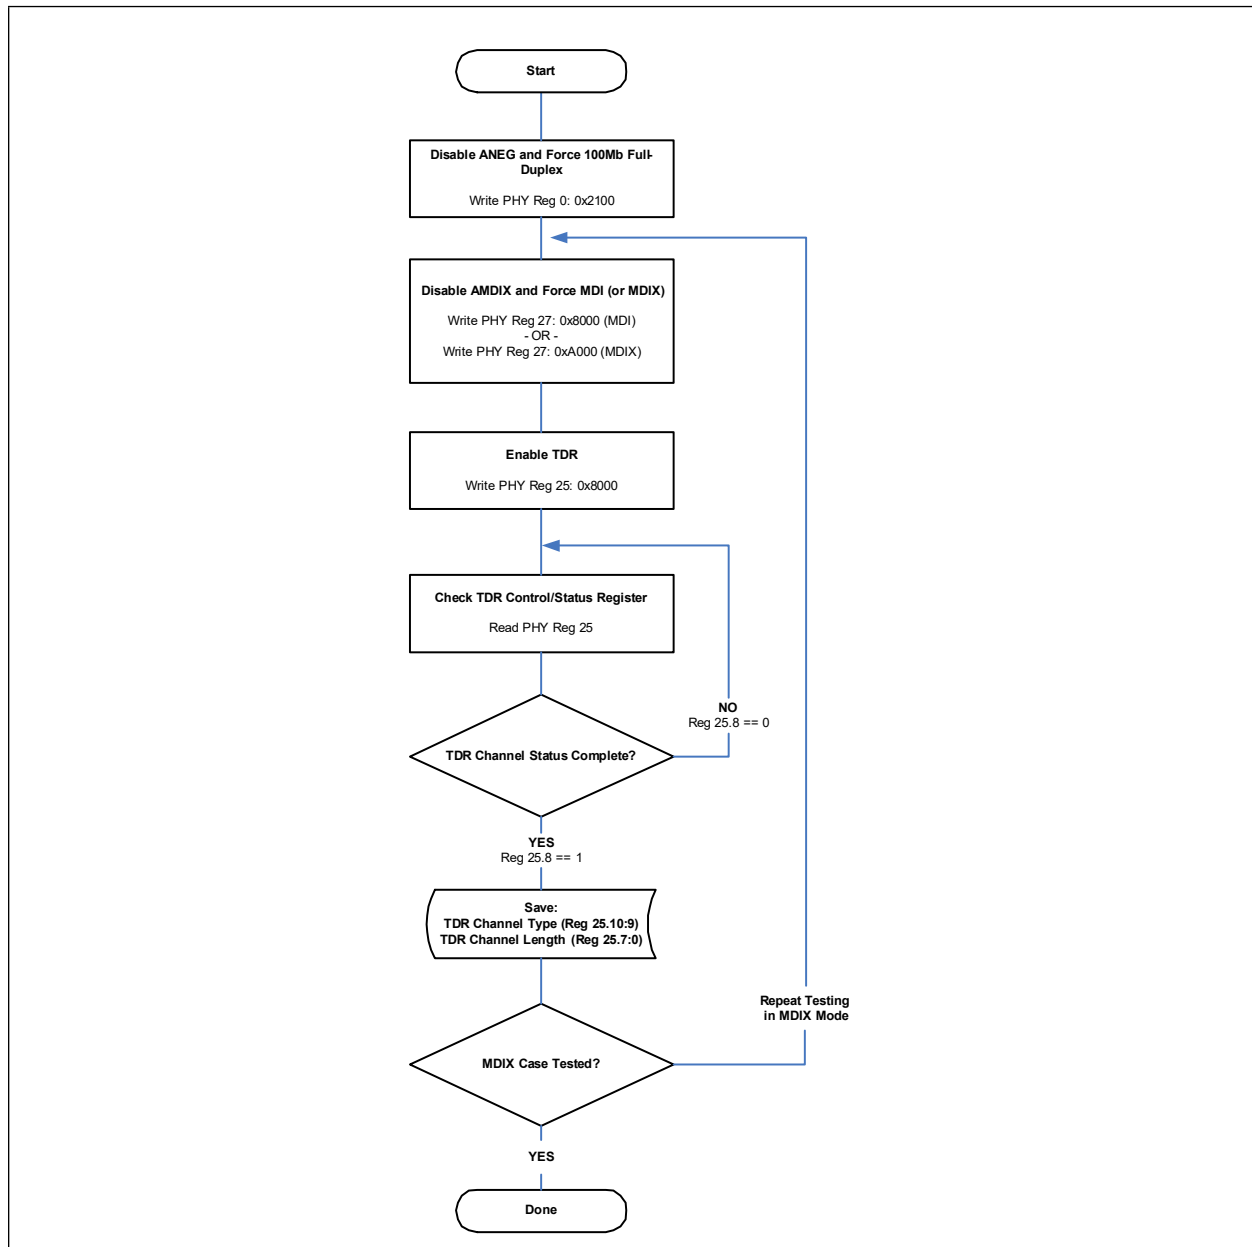 Start
Disable ANEG and Force 100Mb Full-
Duplex
Write PHY Reg 0: 0x2100
Disable AMDIX and Force MDI (or MDIX)
Write PHY Reg 27: 0x8000 (MDI)
- OR -
Write PHY Reg 27: 0xA000 (MDIX)
Enable TDR
Write PHY Reg 25: 0x8000
Check TDR Control/Status Register
Read PHY Reg 25
NO
Reg 25.8 == 0
TDR Channel Status Complete?
YES
Reg 25.8 == 1
Save:
TDR Channel Type (Reg 25.10:9)
TDR Channel Length (Reg 25.7:0)
Repeat Testing
in MDIX Mode
MDIX Case Tested?
YES
Done